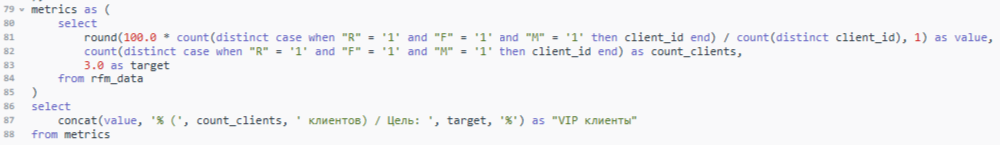 79 metrics as (
80 select
81 round(100.0 * count(distinct case when "R" = '1' and "F" = '1' and "M" = '1' then client_id end) / count(distinct client_id), 1) as value,
82 count(distinct case when "R" = '1' and "F" = '1' and "M" = '1' then client_id end) as count_clients,
83 3.0 as target
84 from rfm_data
85 )
86 select
87 concat(value, '% (', count_clients, ' клиентов) / Цель: ', target, '%') as "VIP клиенты"
88 from metrics